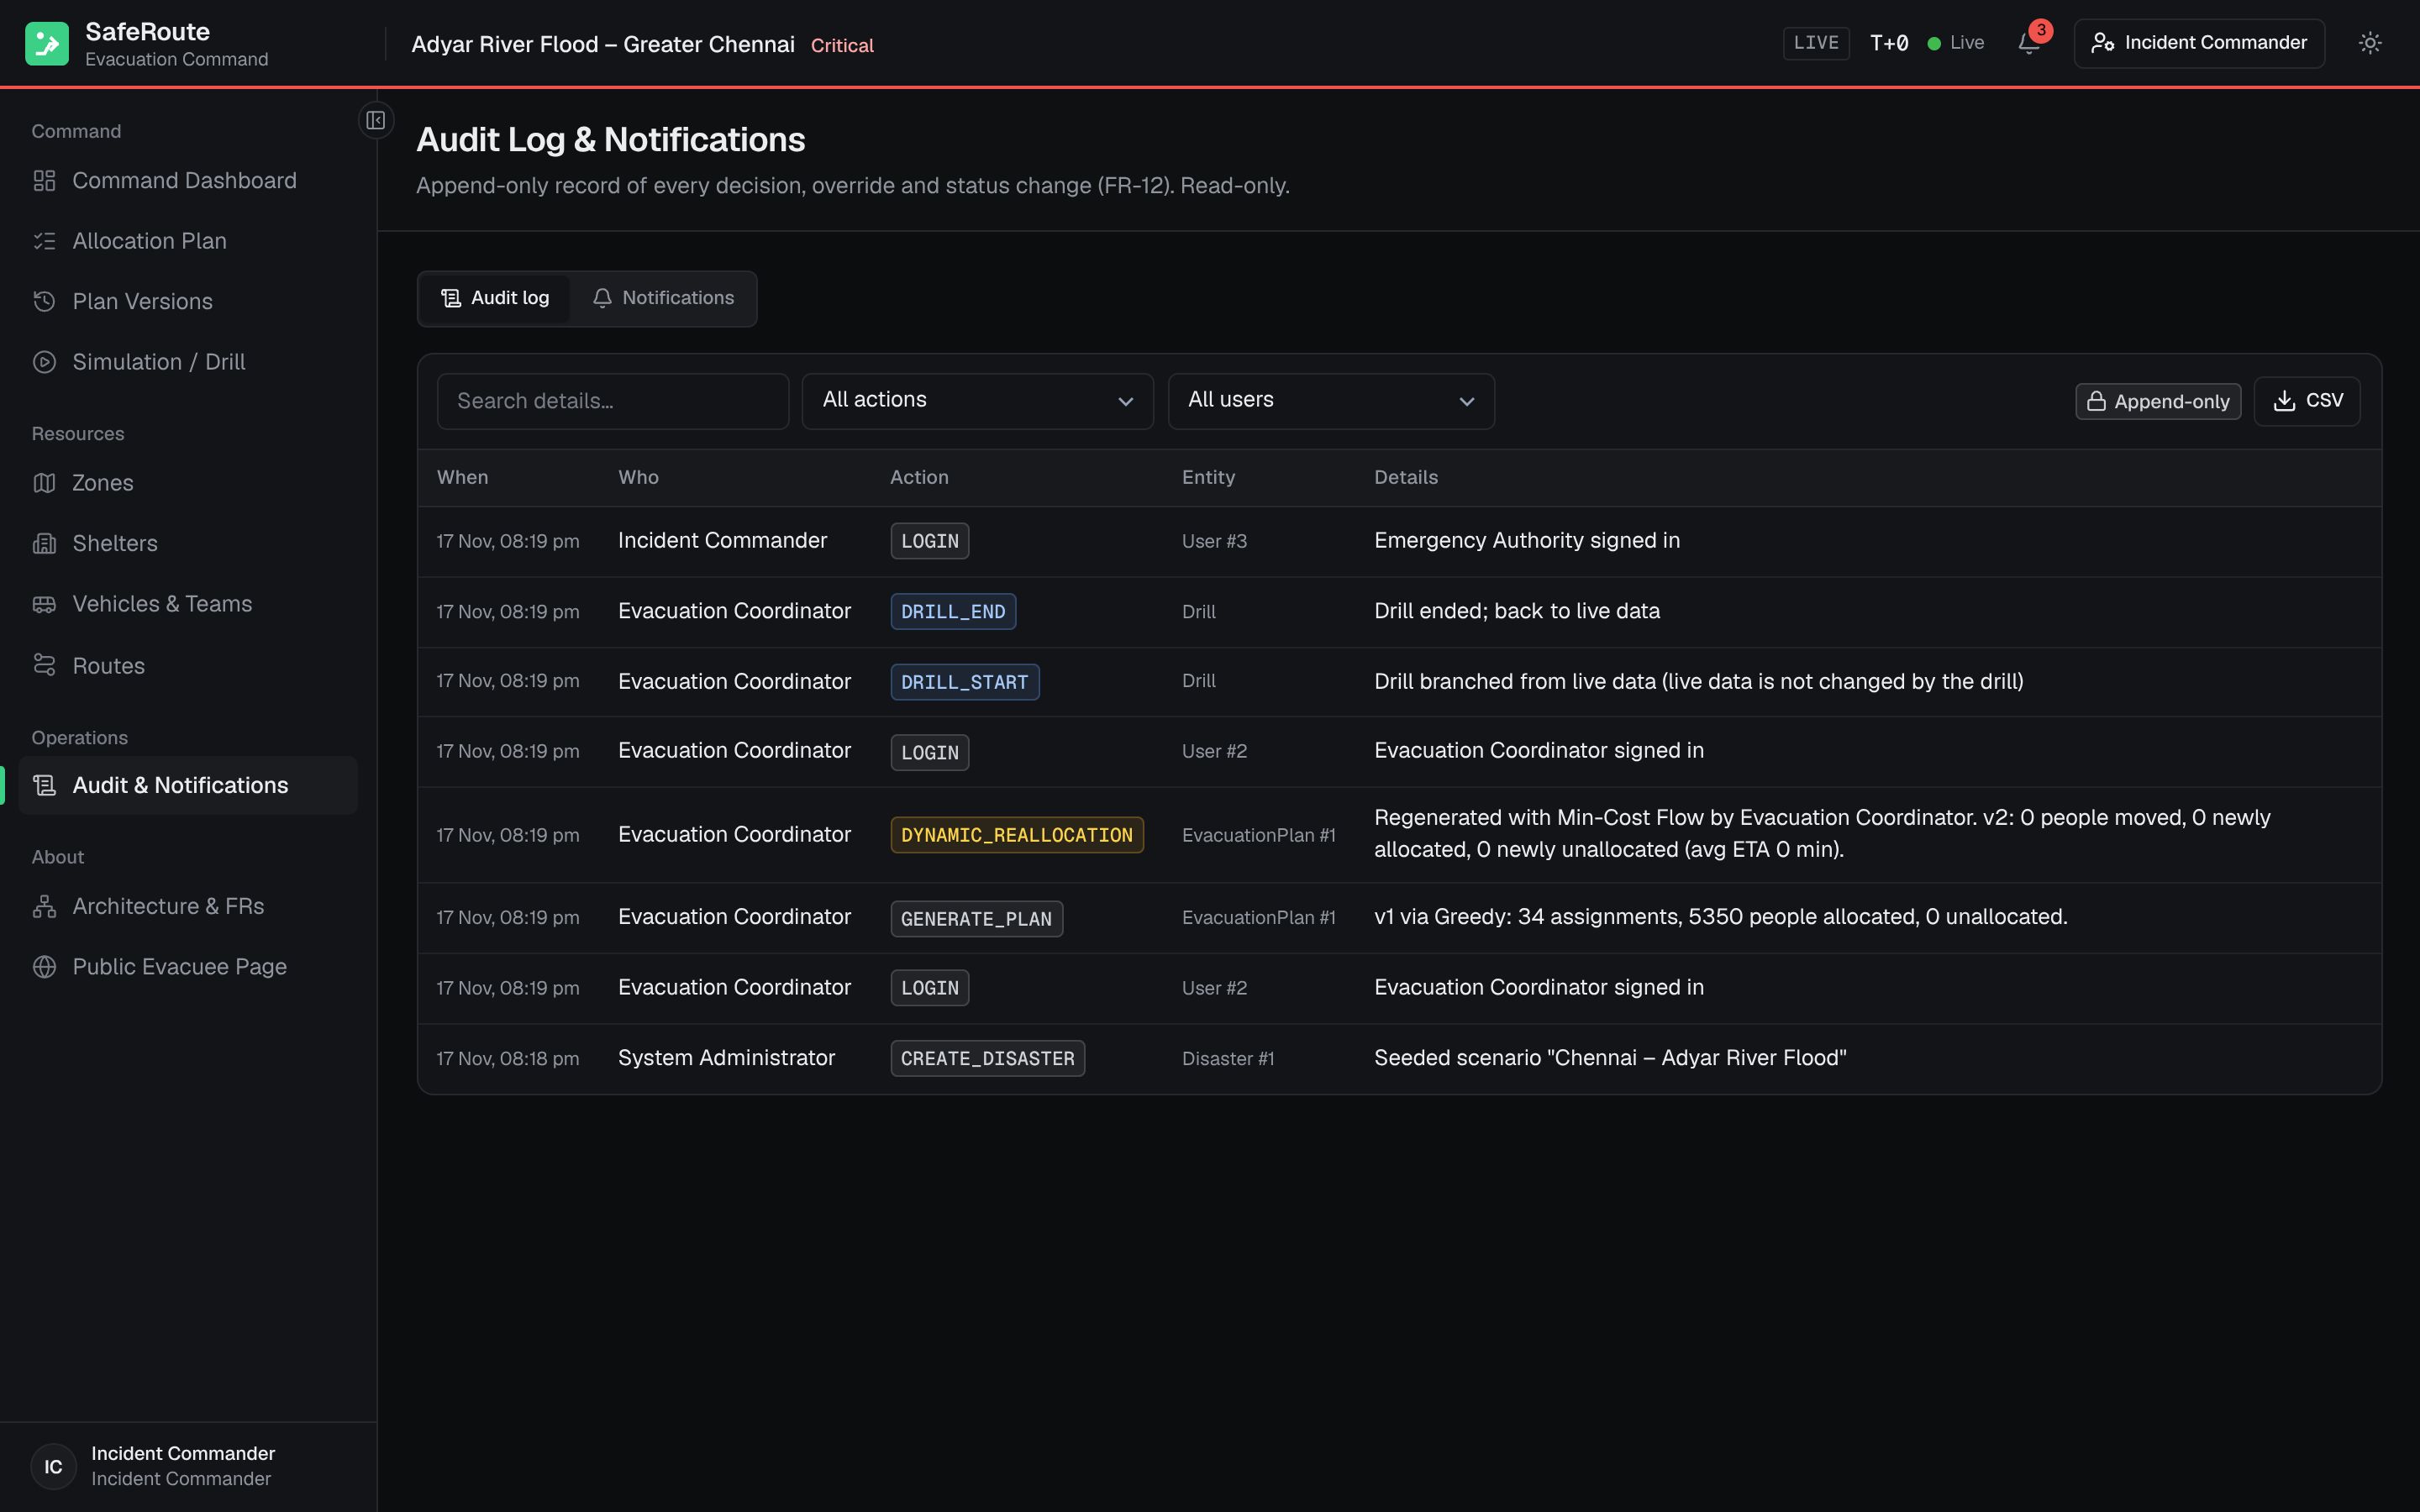 SafeRoute
Evacuation Command
Adyar River Flood – Greater Chennai Critical
LIVE T+0 Live 3 Incident Commander
Command
Command Dashboard
Allocation Plan
Plan Versions
Simulation / Drill
Resources
Zones
Shelters
Vehicles & Teams
Routes
Operations
Audit & Notifications
About
Architecture & FRs
Public Evacuee Page
IC
Incident Commander
Incident Commander
Audit Log & Notifications
Append-only record of every decision, override and status change (FR-12). Read-only.
Audit log Notifications
Search details... All actions All users Append-only CSV
When Who Action Entity Details
17 Nov, 08:19 pm Incident Commander LOGIN User #3 Emergency Authority signed in
17 Nov, 08:19 pm Evacuation Coordinator DRILL_END Drill Drill ended; back to live data
17 Nov, 08:19 pm Evacuation Coordinator DRILL_START Drill Drill branched from live data (live data is not changed by the drill)
17 Nov, 08:19 pm Evacuation Coordinator LOGIN User #2 Evacuation Coordinator signed in
17 Nov, 08:19 pm Evacuation Coordinator DYNAMIC_REALLOCATION EvacuationPlan #1 Regenerated with Min-Cost Flow by Evacuation Coordinator. v2: 0 people moved, 0 newly
allocated, 0 newly unallocated (avg ETA 0 min).
17 Nov, 08:19 pm Evacuation Coordinator GENERATE_PLAN EvacuationPlan #1 v1 via Greedy: 34 assignments, 5350 people allocated, 0 unallocated.
17 Nov, 08:19 pm Evacuation Coordinator LOGIN User #2 Evacuation Coordinator signed in
17 Nov, 08:18 pm System Administrator CREATE_DISASTER Disaster #1 Seeded scenario "Chennai – Adyar River Flood"